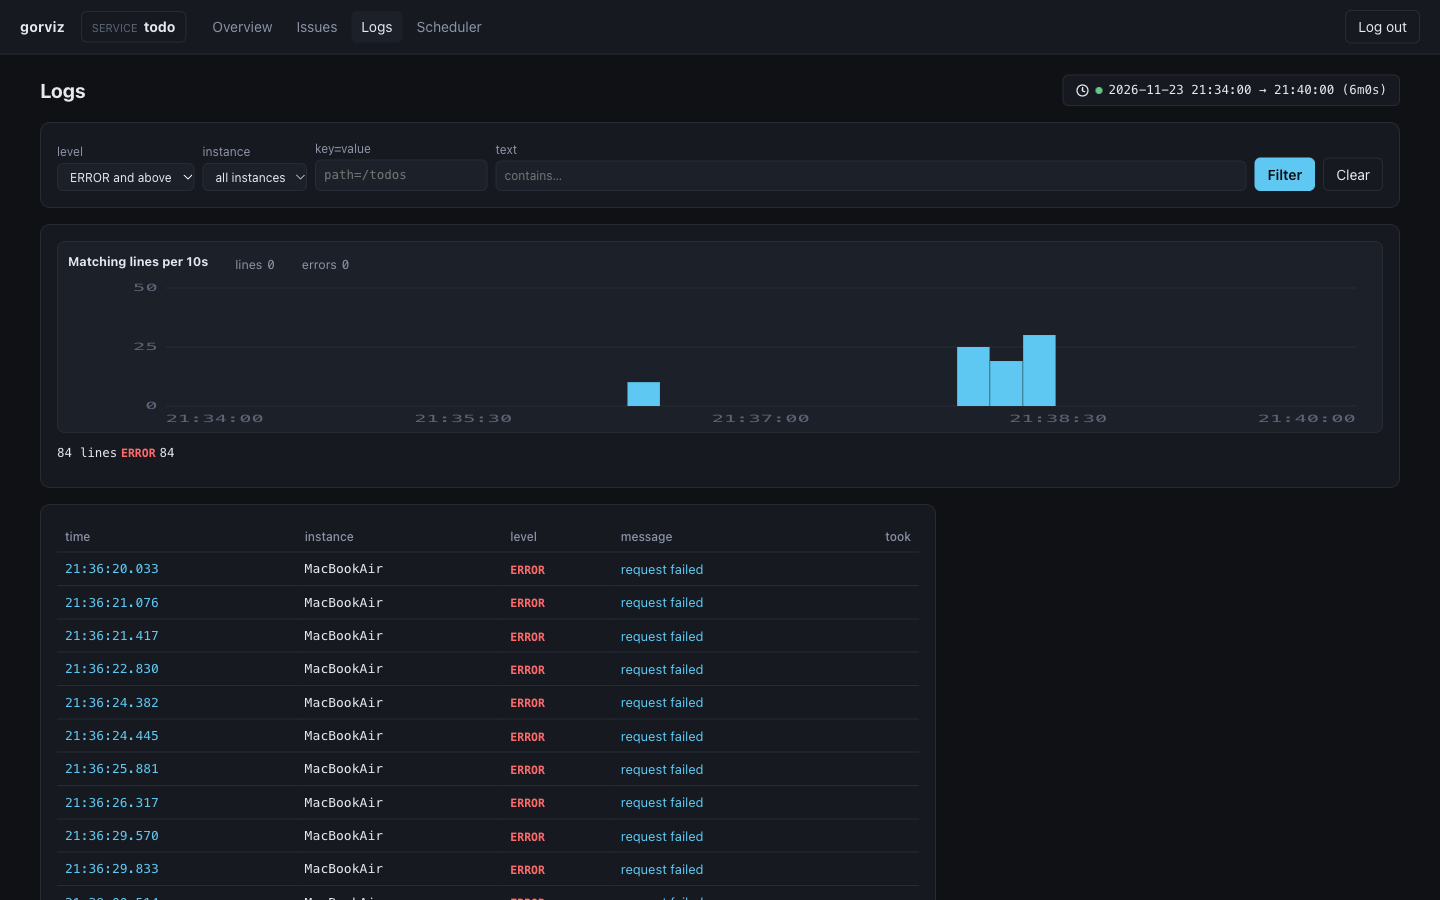 gorviz SERVICE todo Overview Issues Logs Scheduler Log out
Logs
2026-11-23 21:34:00 → 21:40:00 (6m0s)
level instance key=value text
ERROR and above all instances path=/todos contains... Filter Clear
Matching lines per 10s lines 0 errors 0
50
25
0
21:34:00 21:35:30 21:37:00 21:38:30 21:40:00
84 lines ERROR 84
time instance level message took
21:36:20.033 MacBookAir ERROR request failed
21:36:21.076 MacBookAir ERROR request failed
21:36:21.417 MacBookAir ERROR request failed
21:36:22.830 MacBookAir ERROR request failed
21:36:24.382 MacBookAir ERROR request failed
21:36:24.445 MacBookAir ERROR request failed
21:36:25.881 MacBookAir ERROR request failed
21:36:26.317 MacBookAir ERROR request failed
21:36:29.570 MacBookAir ERROR request failed
21:36:29.833 MacBookAir ERROR request failed